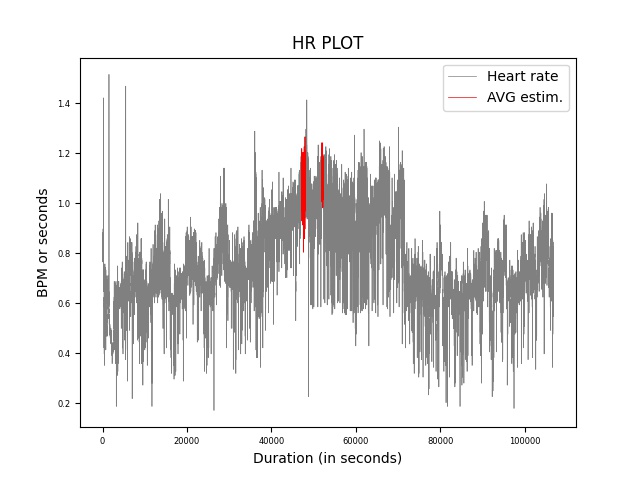 HR PLOT
Heart rate
AVG estim.
BPM or seconds
1.4
1.2
1.0
0.8
0.6
0.4
0.2
0 20000 40000 60000 80000 100000
Duration (in seconds)